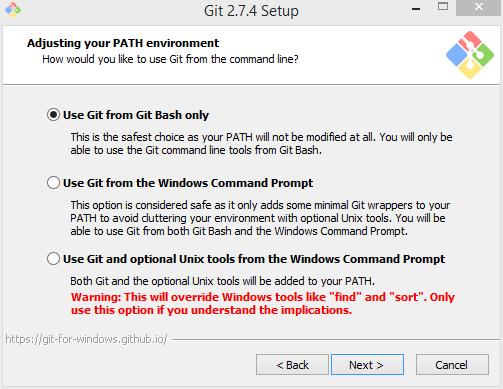 Git 2.7.4 Setup
Adjusting your PATH environment
How would you like to use Git from the command line?
Use Git from Git Bash only
This is the safest choice as your PATH will not be modified at all. You will only be
able to use the Git command line tools from Git Bash.
Use Git from the Windows Command Prompt
This option is considered safe as it only adds some minimal Git wrappers to your
PATH to avoid cluttering your environment with optional Unix tools. You will be
able to use Git from both Git Bash and the Windows Command Prompt.
Use Git and optional Unix tools from the Windows Command Prompt
Both Git and the optional Unix tools will be added to your PATH.
Warning: This will override Windows tools like "find" and "sort". Only
use this option if you understand the implications.
https://git-for-windows.github.io/
< Back Next > Cancel